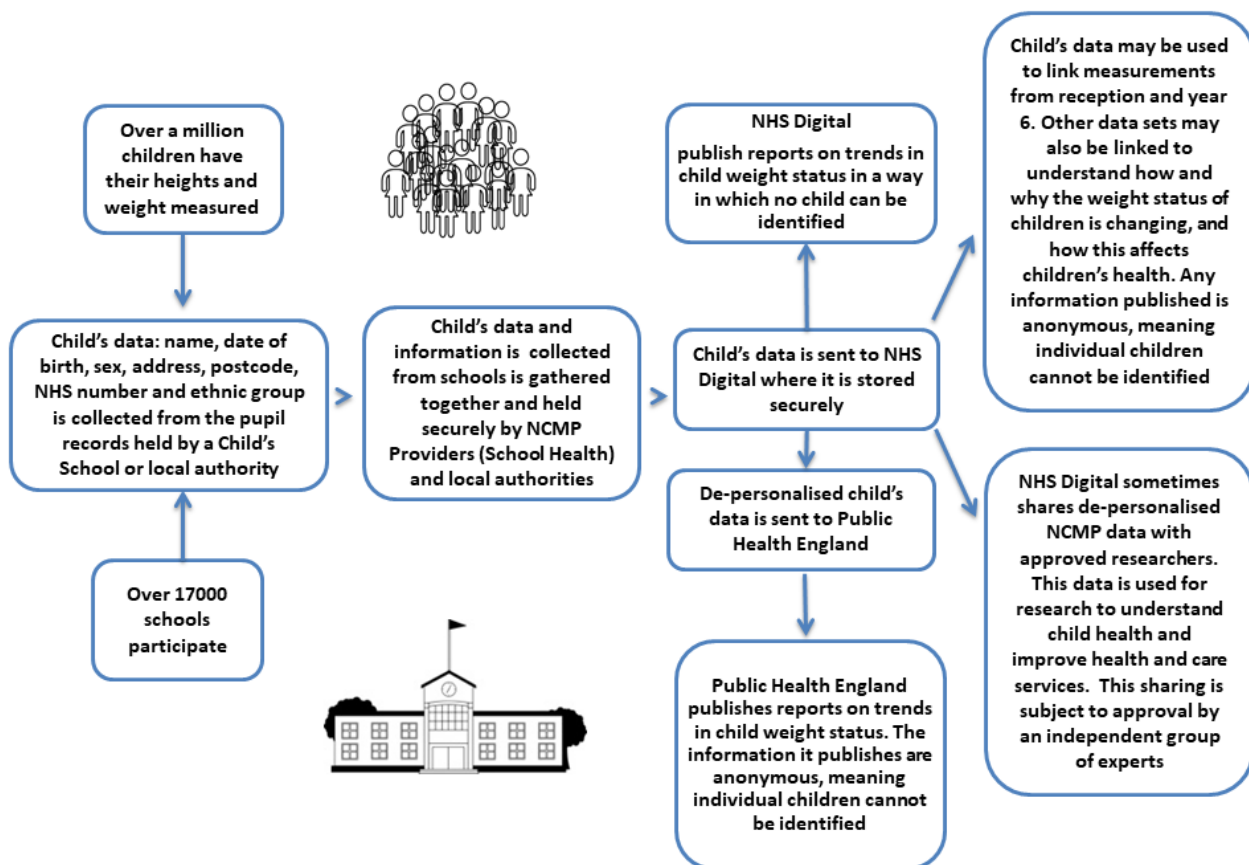 Over a million
children have
their heights and
weight measured
Child's data: name, date of
birth, sex, address, postcode,
NHS number and ethnic group
is collected from the pupil
records held by a Child's
School or local authority
Over 17000
schools
participate
Child's data and
information is collected
from schools is gathered
together and held
securely by NCMP
Providers (School Health)
and local authorities
NHS Digital
publish reports on trends in
child weight status in a way
in which no child can be
identified
Child's data is sent to NHS
Digital where it is stored
securely
De-personalised child's
data is sent to Public
Health England
Public Health England
publishes reports on trends
in child weight status. The
information it publishes are
anonymous, meaning
individual children cannot
be identified
Child's data may be used
to link measurements
from reception and year
6. Other data sets may
also be linked to
understand how and
why the weight status of
children is changing, and
how this affects
children's health. Any
information published is
anonymous, meaning
individual children
cannot be identified
NHS Digital sometimes
shares de-personalised
NCMP data with
approved researchers.
This data is used for
research to understand
child health and
improve health and care
services. This sharing is
subject to approval by
an independent group
of experts